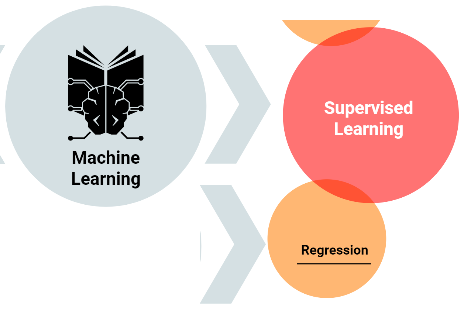 Machine
Learning
Supervised
Learning
Regression